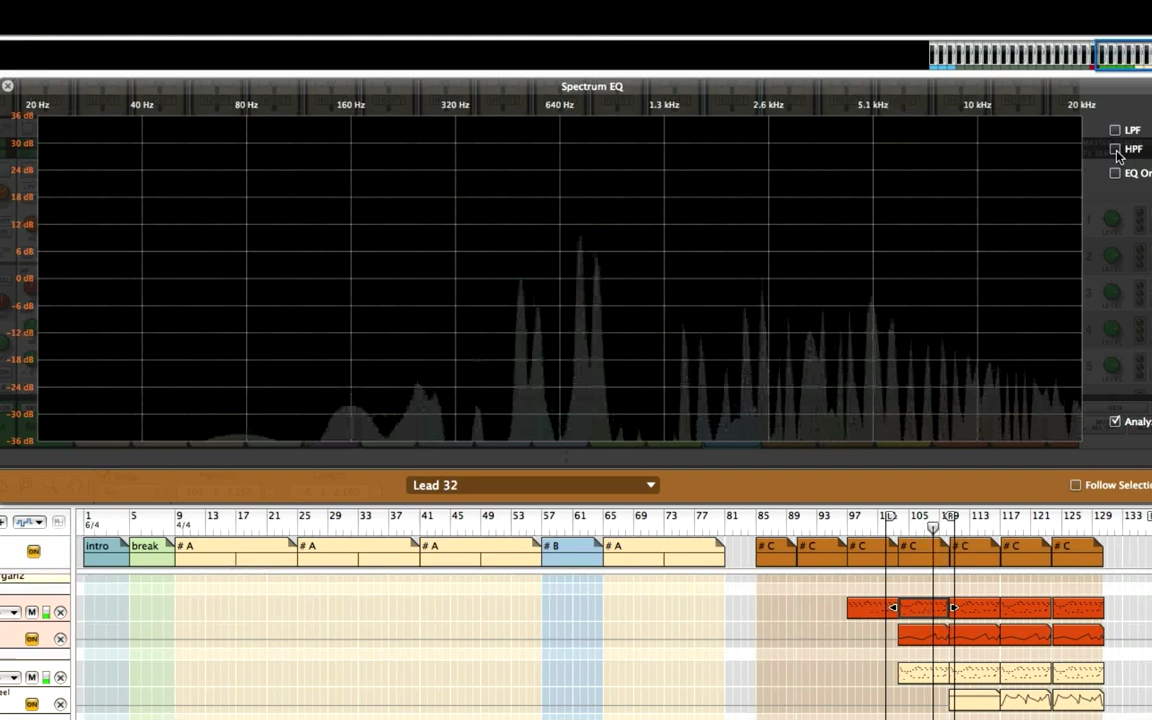 Spectrum EQ
20 Hz 40 Hz 80 Hz 160 Hz 320 Hz 640 Hz 1.3 kHz 2.6 kHz 5.1 kHz 10 kHz 20 kHz
36 dB
30 dB
24 dB
18 dB
12 dB
6 dB
0 dB
-6 dB
-12 dB
-18 dB
-24 dB
-30 dB
-36 dB
LPF
HPF
EQ On
Analy
Lead 32
Follow Selectio
1 5 9 13 17 21 25 29 33 37 41 45 49 53 57 61 65 69 73 77 81 85 89 93 97 105 113 117 121 125 129 133
6/4 4/4
ON intro break # A # A # A # B # A # C # C # C # C # C # C # C
M
ON
M
eel
ON